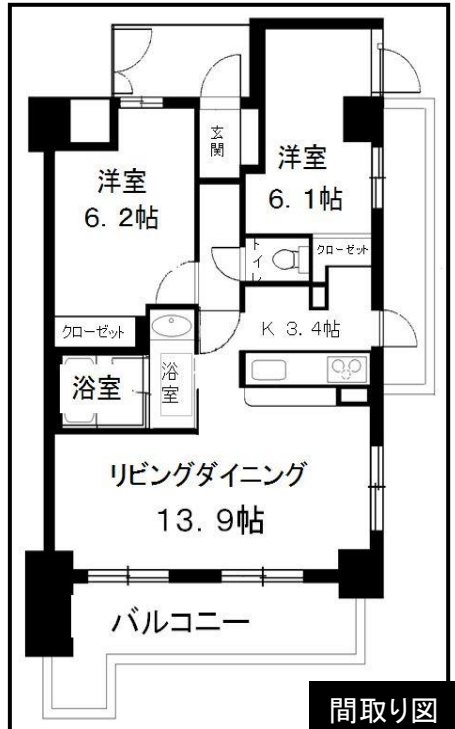 玄関
洋室
6.1帖
洋室
6.2帖
トイレ
クローゼット
K 3.4帖
クローゼット
浴室
浴室
リビングダイニング
13.9帖
バルコニー
間取り図